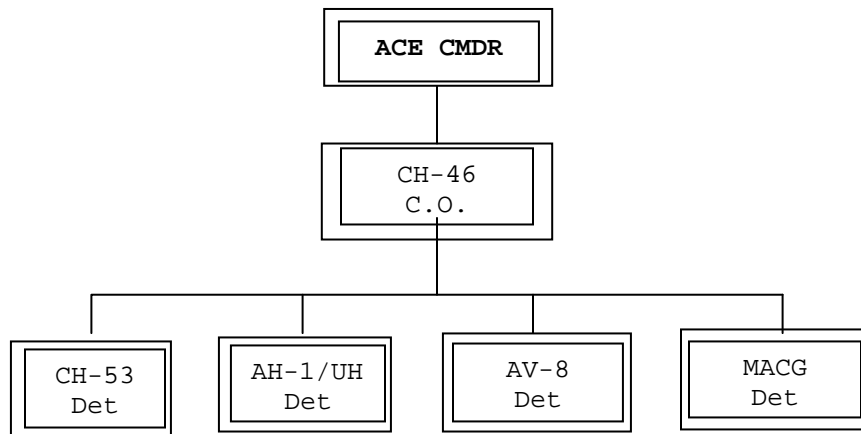 ACE CMDR
CH-46
C.O.
CH-53
Det
AH-1/UH
Det
AV-8
Det
MACG
Det